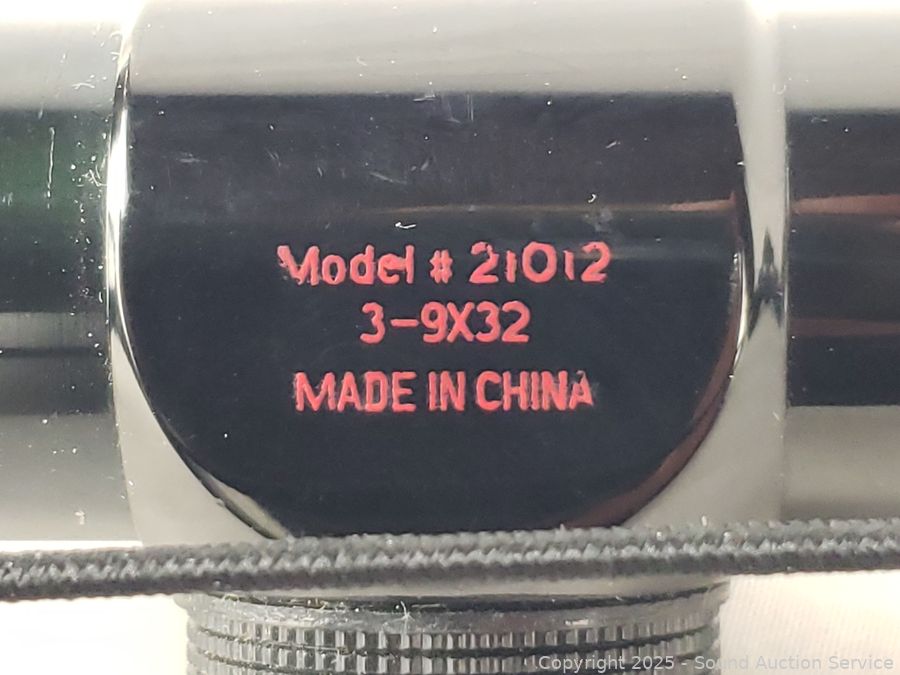 Model # 21012
3-9X32
MADE IN CHINA
Copyright 2025 - Sound Auction Service